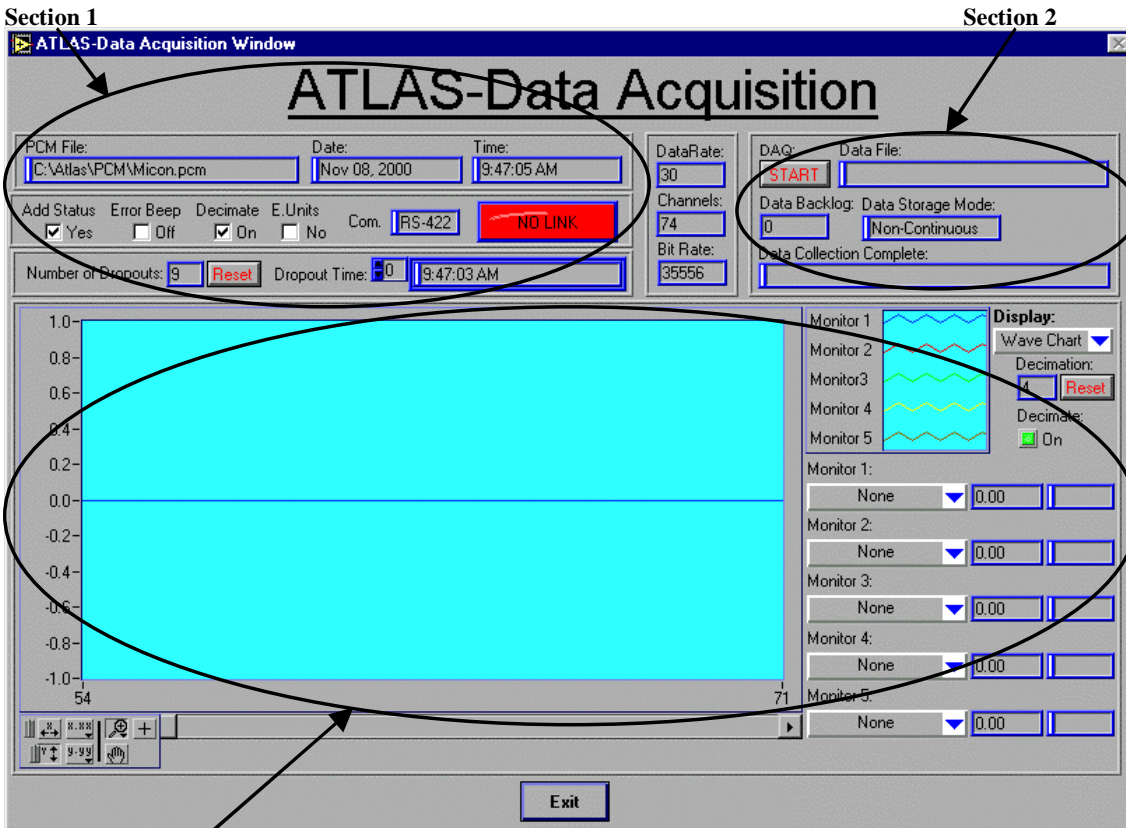 Section 1
Section 2
ATLAS-Data Acquisition Window
ATLAS-Data Acquisition
PCM File:
C:\Atlas\PCM\Micon.pcm
Date:
Nov 08, 2000
Time:
9:47:05 AM
Add Status
Yes
Error Beep
Off
Decimate
On
E.Units
No
Com.
RS-422
NO LINK
Number of Dropouts:
9
Reset
Dropout Time:
0
9:47:03 AM
DataRate:
30
Channels:
74
Bit Rate:
35556
DAQ:
START
Data File:
Data Backlog:
0
Data Storage Mode:
Non-Continuous
Data Collection Complete:
1.0
0.8
0.6
0.4
0.2
0.0
-0.2
-0.4
-0.6
-0.8
-1.0
54
71
Monitor 1
Monitor 2
Monitor3
Monitor 4
Monitor 5
Display:
Wave Chart
Decimation:
4
Reset
Decimate:
On
Monitor 1:
None
0.00
Monitor 2:
None
0.00
Monitor 3:
None
0.00
Monitor 4:
None
0.00
Monitor 5:
None
0.00
X
x.xx
Y
y.yy
Exit